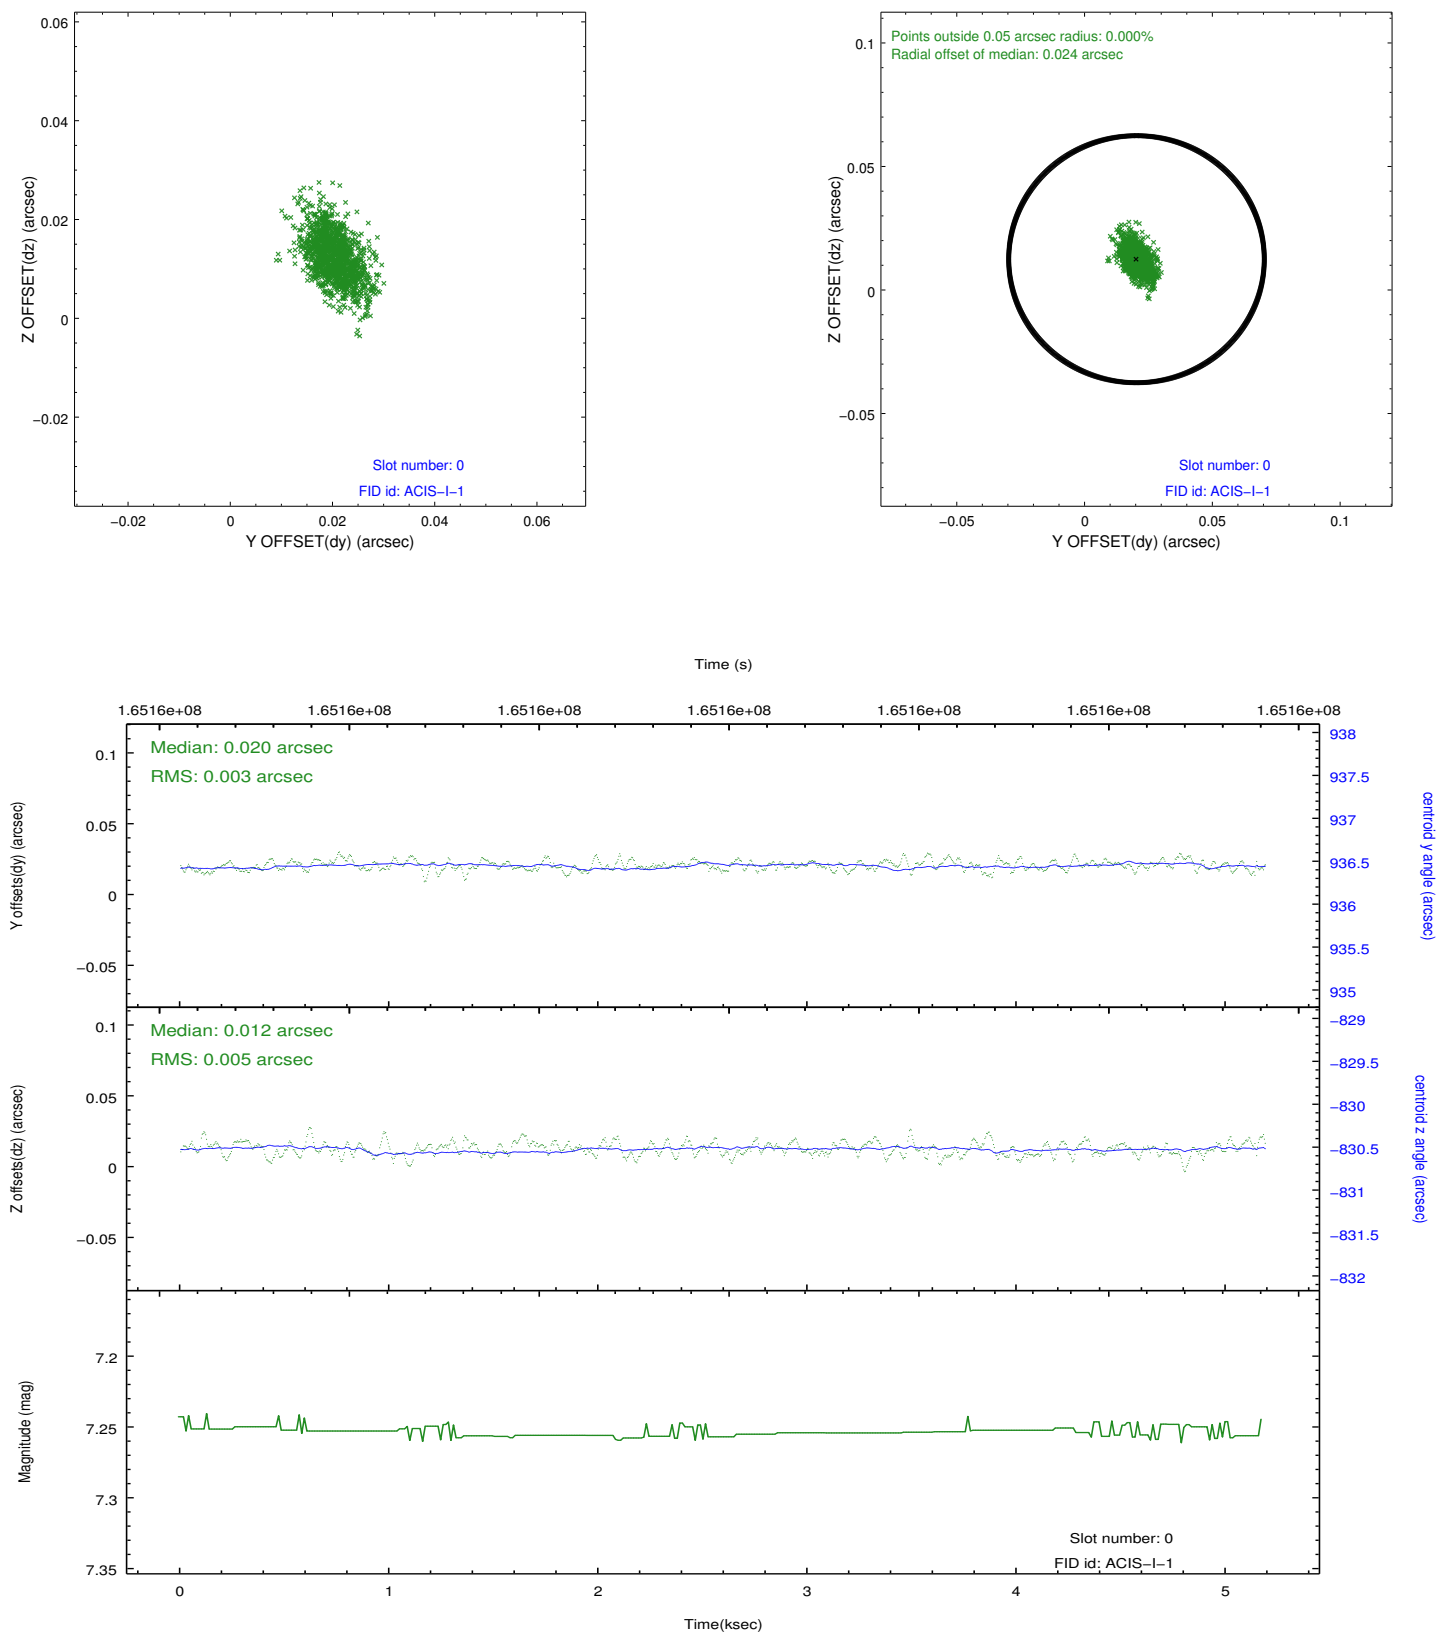 0.06
0.04
0.02
0
−0.02
Z OFFSET(dz) (arcsec)
Slot number: 0
FID id: ACIS−I−1
−0.02 0 0.02 0.04 0.06
Y OFFSET(dy) (arcsec)
Points outside 0.05 arcsec radius: 0.000%
Radial offset of median: 0.024 arcsec
0.1
0.05
0
−0.05
Z OFFSET(dz) (arcsec)
Slot number: 0
FID id: ACIS−I−1
−0.05 0 0.05 0.1
Y OFFSET(dy) (arcsec)
Time (s)
1.6516e+08 1.6516e+08 1.6516e+08 1.6516e+08 1.6516e+08 1.6516e+08 1.6516e+08
Median: 0.020 arcsec
RMS: 0.003 arcsec
0.1
0.05
0
−0.05
Y offsets(dy) (arcsec)
938
937.5
937
936.5
936
935.5
935
centroid y angle (arcsec)
Median: 0.012 arcsec
RMS: 0.005 arcsec
0.1
0.05
0
−0.05
Z offsets(dz) (arcsec)
−829
−829.5
−830
−830.5
−831
−831.5
−832
centroid z angle (arcsec)
7.2
7.25
7.3
7.35
Magnitude (mag)
Slot number: 0
FID id: ACIS−I−1
0 1 2 3 4 5
Time(ksec)